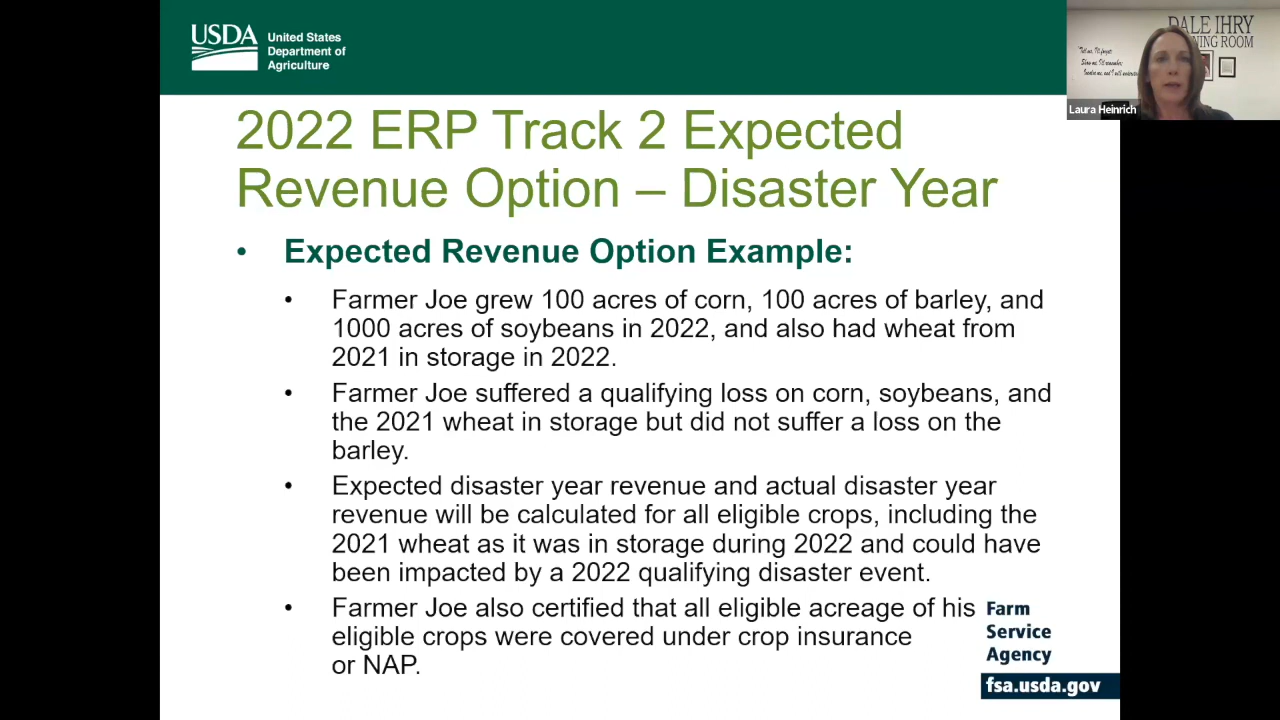 USDA
United States
Department of
Agriculture
DALE IHRY
NING ROOM
Laura Heinrich
2022 ERP Track 2 Expected
Revenue Option – Disaster Year
• Expected Revenue Option Example:
• Farmer Joe grew 100 acres of corn, 100 acres of barley, and
1000 acres of soybeans in 2022, and also had wheat from
2021 in storage in 2022.
• Farmer Joe suffered a qualifying loss on corn, soybeans, and
the 2021 wheat in storage but did not suffer a loss on the
barley.
• Expected disaster year revenue and actual disaster year
revenue will be calculated for all eligible crops, including the
2021 wheat as it was in storage during 2022 and could have
been impacted by a 2022 qualifying disaster event.
• Farmer Joe also certified that all eligible acreage of his
eligible crops were covered under crop insurance
or NAP.
Farm
Service
Agency
fsa.usda.gov